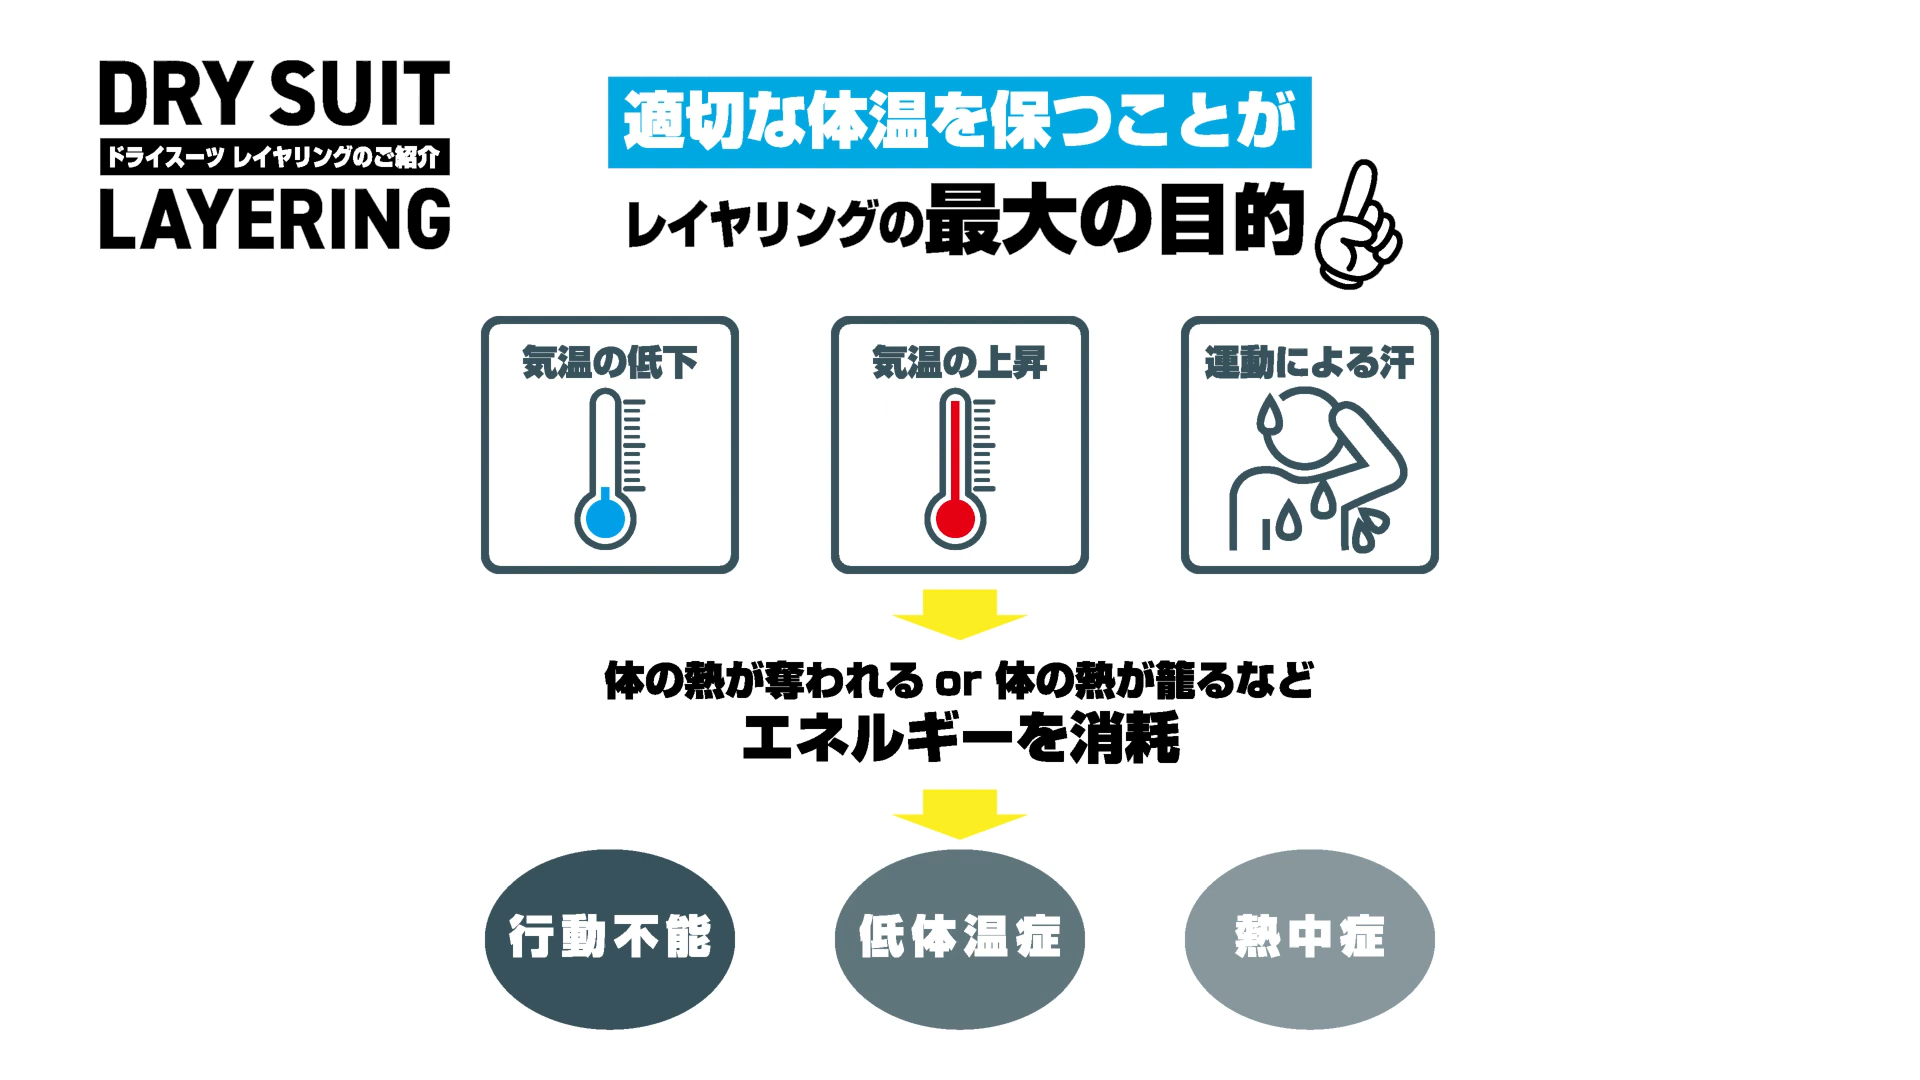 DRY SUIT
ドライスーツ レイヤリングのご紹介
LAYERING
適切な体温を保つことが
レイヤリングの最大の目的
気温の低下
気温の上昇
運動による汗
体の熱が奪われる or 体の熱が籠るなど
エネルギーを消耗
行動不能
低体温症
熱中症